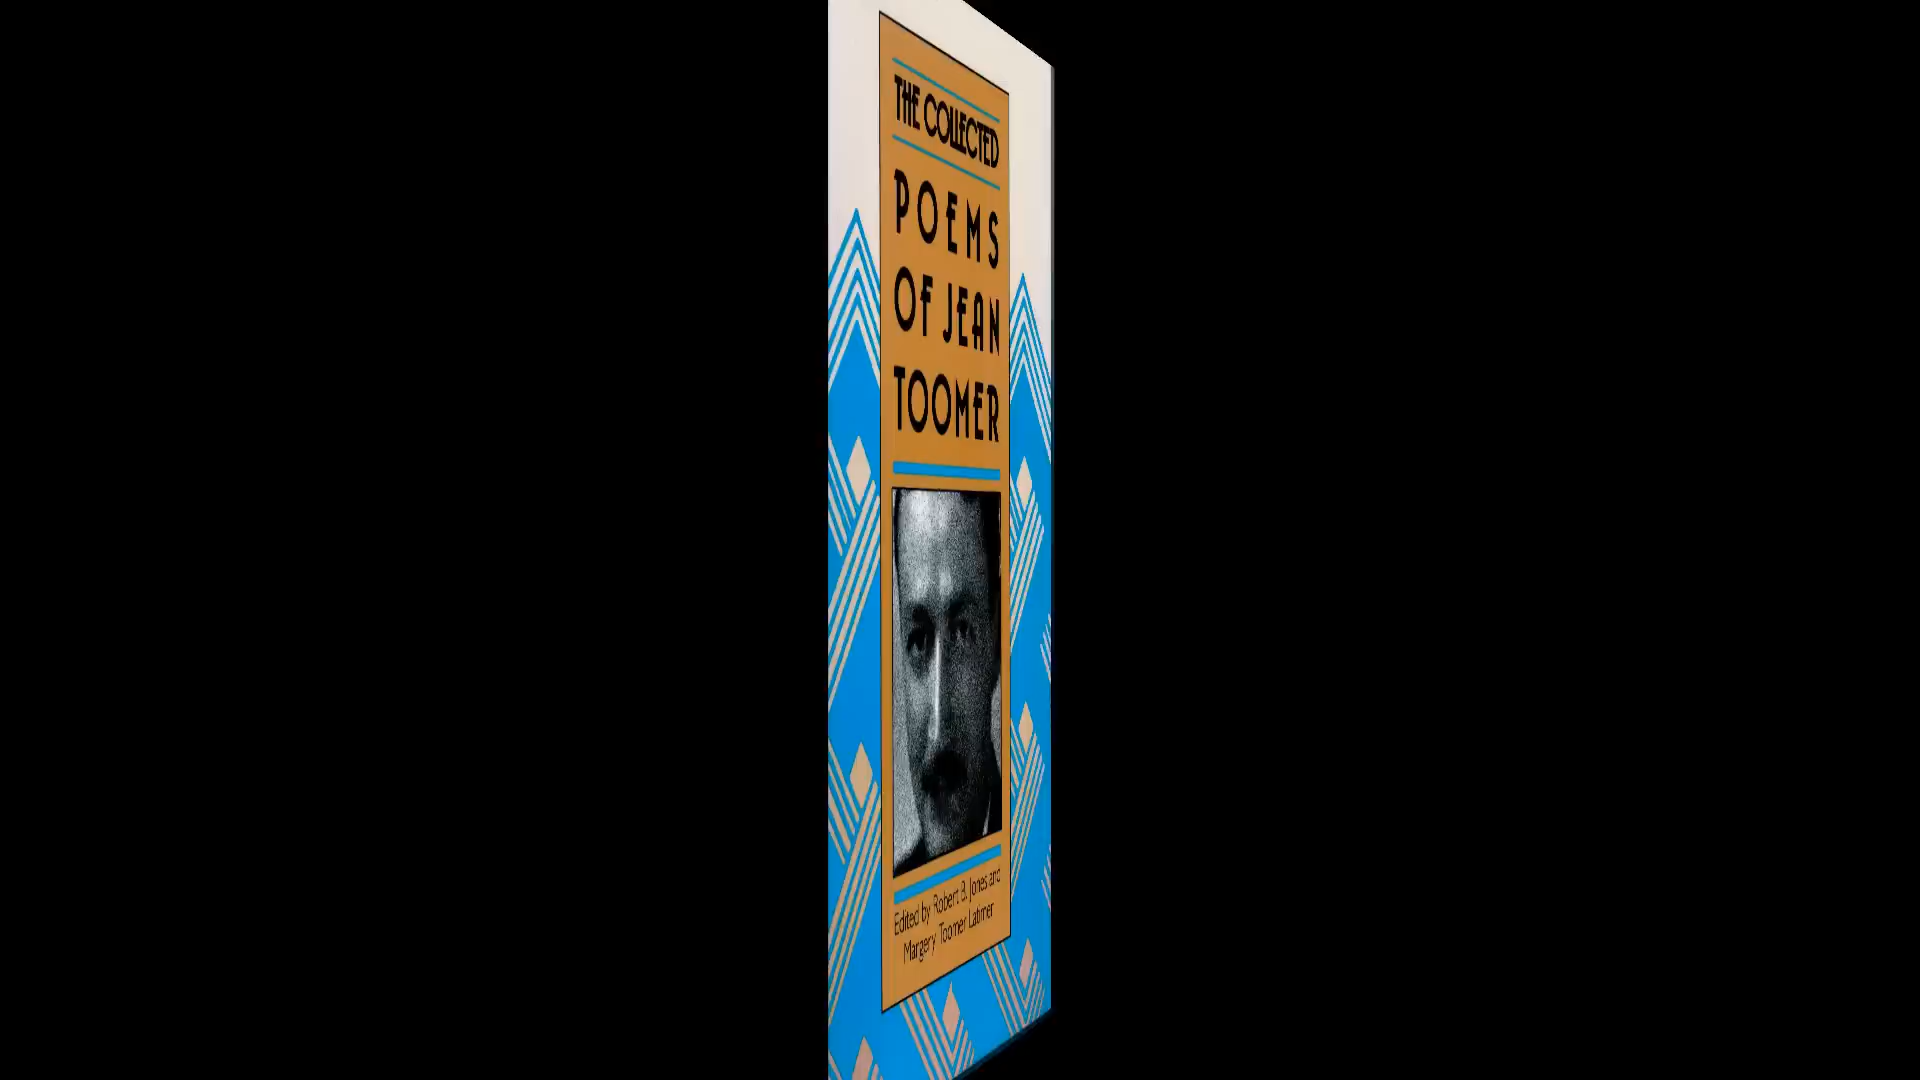 THE COLLECTED
POEMS
OF JEAN
TOOMER
Edited by Robert B. Jones and
Margery Toomer Latimer